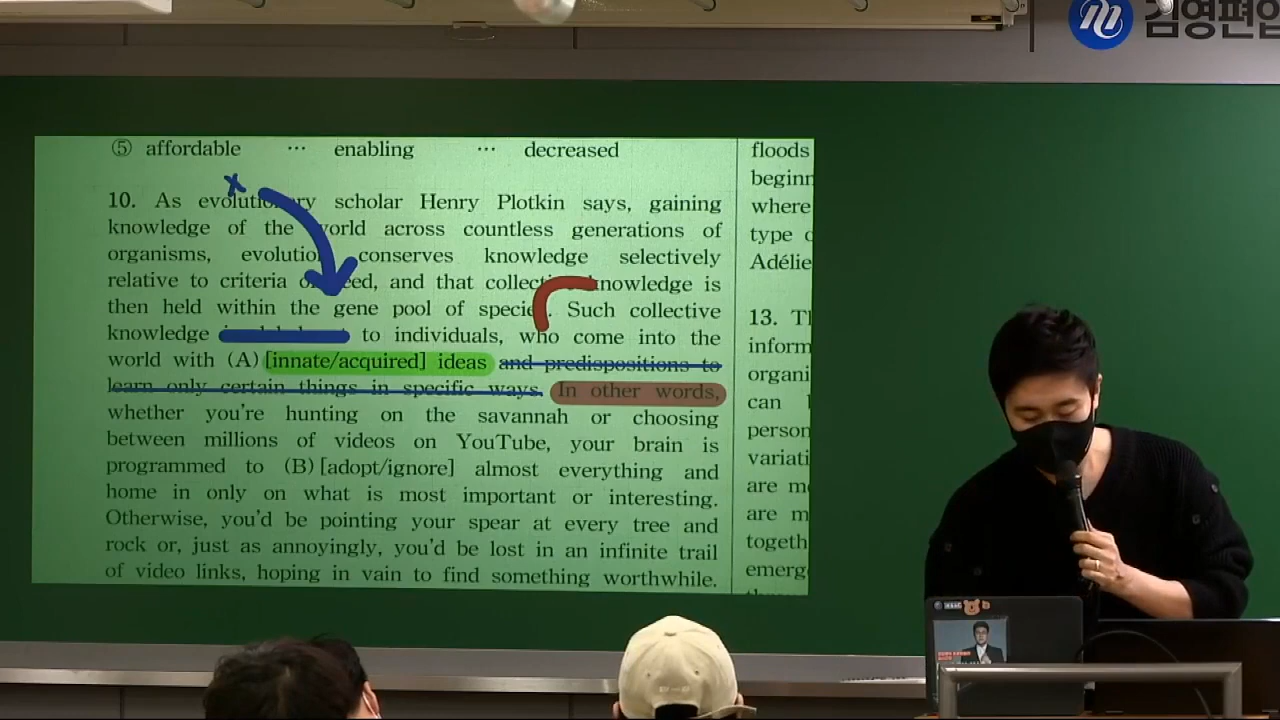 김영편입
⑤ affordable … enabling … decreased
10. As evolutionary scholar Henry Plotkin says, gaining
knowledge of the world across countless generations of
organisms, evolution conserves knowledge selectively
relative to criteria of need, and that collective knowledge is
then held within the gene pool of species. Such collective
knowledge to individuals, who come into the
world with (A) [innate/acquired] ideas and predispositions to
learn only certain things in specific ways. In other words,
whether you're hunting on the savannah or choosing
between millions of videos on YouTube, your brain is
programmed to (B) [adopt/ignore] almost everything and
home in only on what is most important or interesting.
Otherwise, you'd be pointing your spear at every tree and
rock or, just as annoyingly, you'd be lost in an infinite trail
of video links, hoping in vain to find something worthwhile.
floods
beginn
where
type o
Adélie
13. Tl
inform
organi
can
person
variati
are mo
are m
togeth
emerg